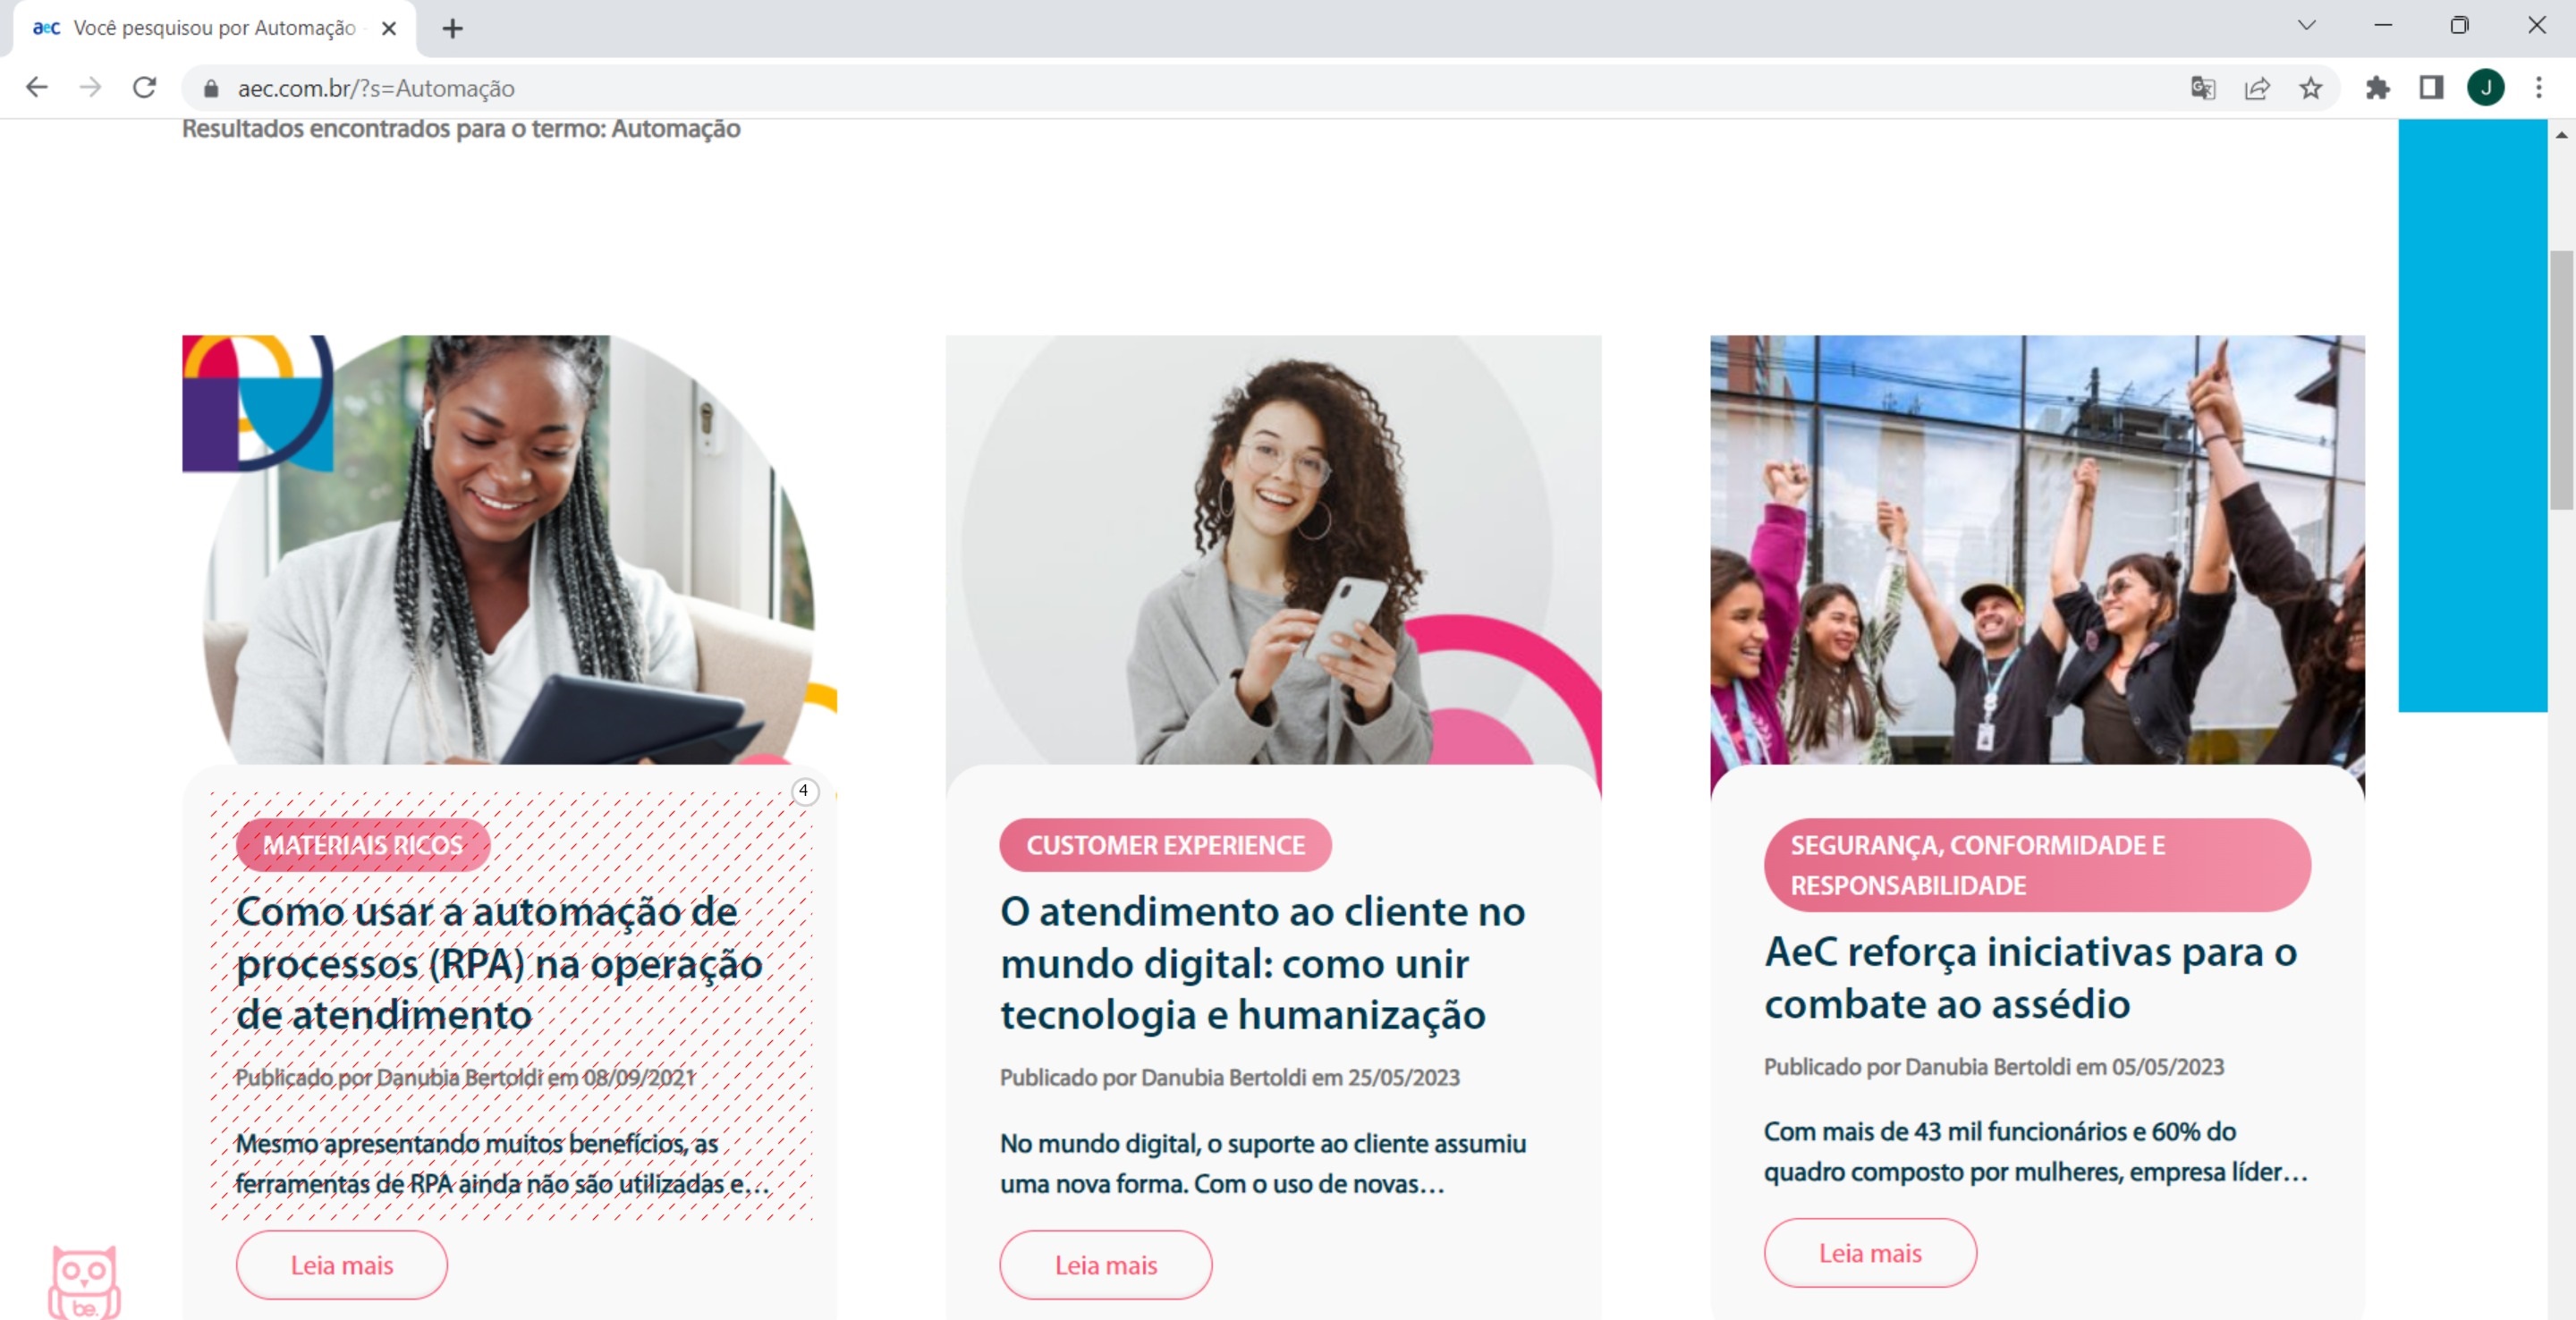 aec Você pesquisou por Automação -
aec.com.br/?s=Automação
J
Resultados encontrados para o termo: Automação
4
MATERIAIS RICOS
Como usar a automação de
processos (RPA) na operação
de atendimento
Publicado por Danubia Bertoldi em 08/09/2021
Mesmo apresentando muitos benefícios, as
ferramentas de RPA ainda não são utilizadas e...
Leia mais
CUSTOMER EXPERIENCE
O atendimento ao cliente no
mundo digital: como unir
tecnologia e humanização
Publicado por Danubia Bertoldi em 25/05/2023
No mundo digital, o suporte ao cliente assumiu
uma nova forma. Com o uso de novas...
Leia mais
SEGURANÇA, CONFORMIDADE E
RESPONSABILIDADE
AeC reforça iniciativas para o
combate ao assédio
Publicado por Danubia Bertoldi em 05/05/2023
Com mais de 43 mil funcionários e 60% do
quadro composto por mulheres, empresa líder...
Leia mais
be.